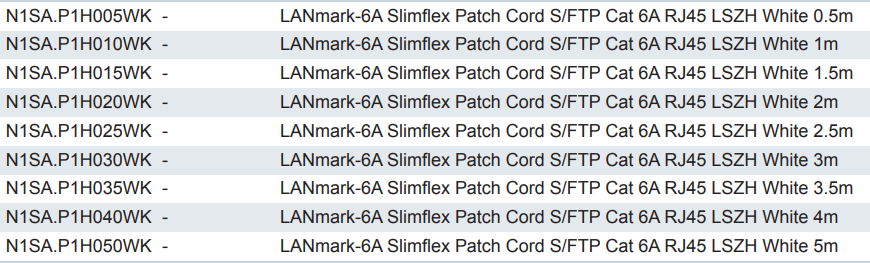 N1SA.P1H005WK - LANmark-6A Slimflex Patch Cord S/FTP Cat 6A RJ45 LSZH White 0.5m
N1SA.P1H010WK - LANmark-6A Slimflex Patch Cord S/FTP Cat 6A RJ45 LSZH White 1m
N1SA.P1H015WK - LANmark-6A Slimflex Patch Cord S/FTP Cat 6A RJ45 LSZH White 1.5m
N1SA.P1H020WK - LANmark-6A Slimflex Patch Cord S/FTP Cat 6A RJ45 LSZH White 2m
N1SA.P1H025WK - LANmark-6A Slimflex Patch Cord S/FTP Cat 6A RJ45 LSZH White 2.5m
N1SA.P1H030WK - LANmark-6A Slimflex Patch Cord S/FTP Cat 6A RJ45 LSZH White 3m
N1SA.P1H035WK - LANmark-6A Slimflex Patch Cord S/FTP Cat 6A RJ45 LSZH White 3.5m
N1SA.P1H040WK - LANmark-6A Slimflex Patch Cord S/FTP Cat 6A RJ45 LSZH White 4m
N1SA.P1H050WK - LANmark-6A Slimflex Patch Cord S/FTP Cat 6A RJ45 LSZH White 5m